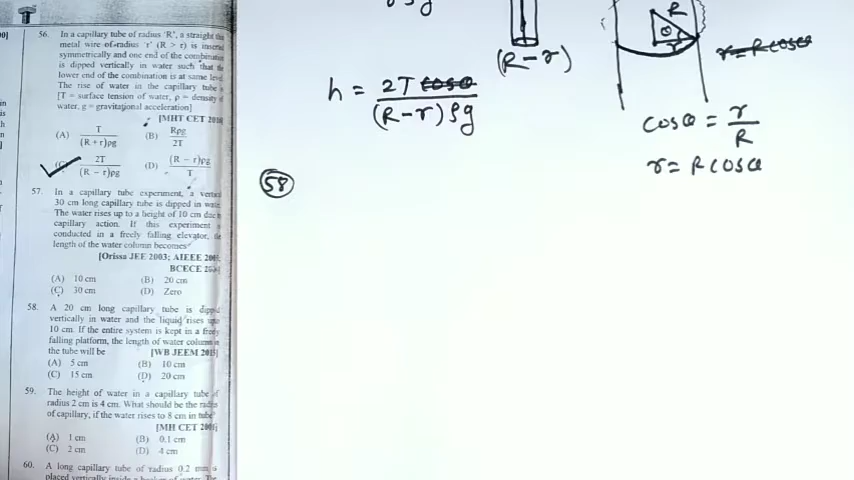 56. In a capillary tube of radius 'R', a straight thin
metal wire of radius 'r' (R > r) is inserted
symmetrically and one end of the combination
is dipped vertically in water such that the
lower end of the combination is at same level.
The rise of water in the capillary tube is
[T = surface tension of water, ρ = density of
water, g = gravitational acceleration]
[MHT CET
(A) T/(R + r)ρg (B) Rρg/2T
(C) 2T/(R − r)ρg (D) (R − r)ρg/T
57. In a capillary tube experiment, a vertical
30 cm long capillary tube is dipped in water.
The water rises up to a height of 10 cm due to
capillary action. If this experiment is
conducted in a freely falling elevator, the
length of the water column becomes
[Orissa JEE 2003; AIEEE
BCECE
(A) 10 cm (B) 20 cm
(C) 30 cm (D) Zero
58. A 20 cm long capillary tube is dipped
vertically in water and the liquid rises upto
10 cm. If the entire system is kept in a freely
falling platform, the length of water column in
the tube will be [WB JEEM 2015]
(A) 5 cm (B) 10 cm
(C) 15 cm (D) 20 cm
59. The height of water in a capillary tube of
radius 2 cm is 4 cm. What should be the radius
of capillary, if the water rises to 8 cm in tube?
[MH CET
(A) 1 cm (B) 0.1 cm
(C) 2 cm (D) 4 cm
60. A long capillary tube of radius 0.2 mm is
placed vertically inside a beaker of water. The
ρg
(R − r)
h = 2T cosθ/(R − r) ρg
58
R
θ
r
r = R cosθ
cosθ = r/R
r = R cosθ